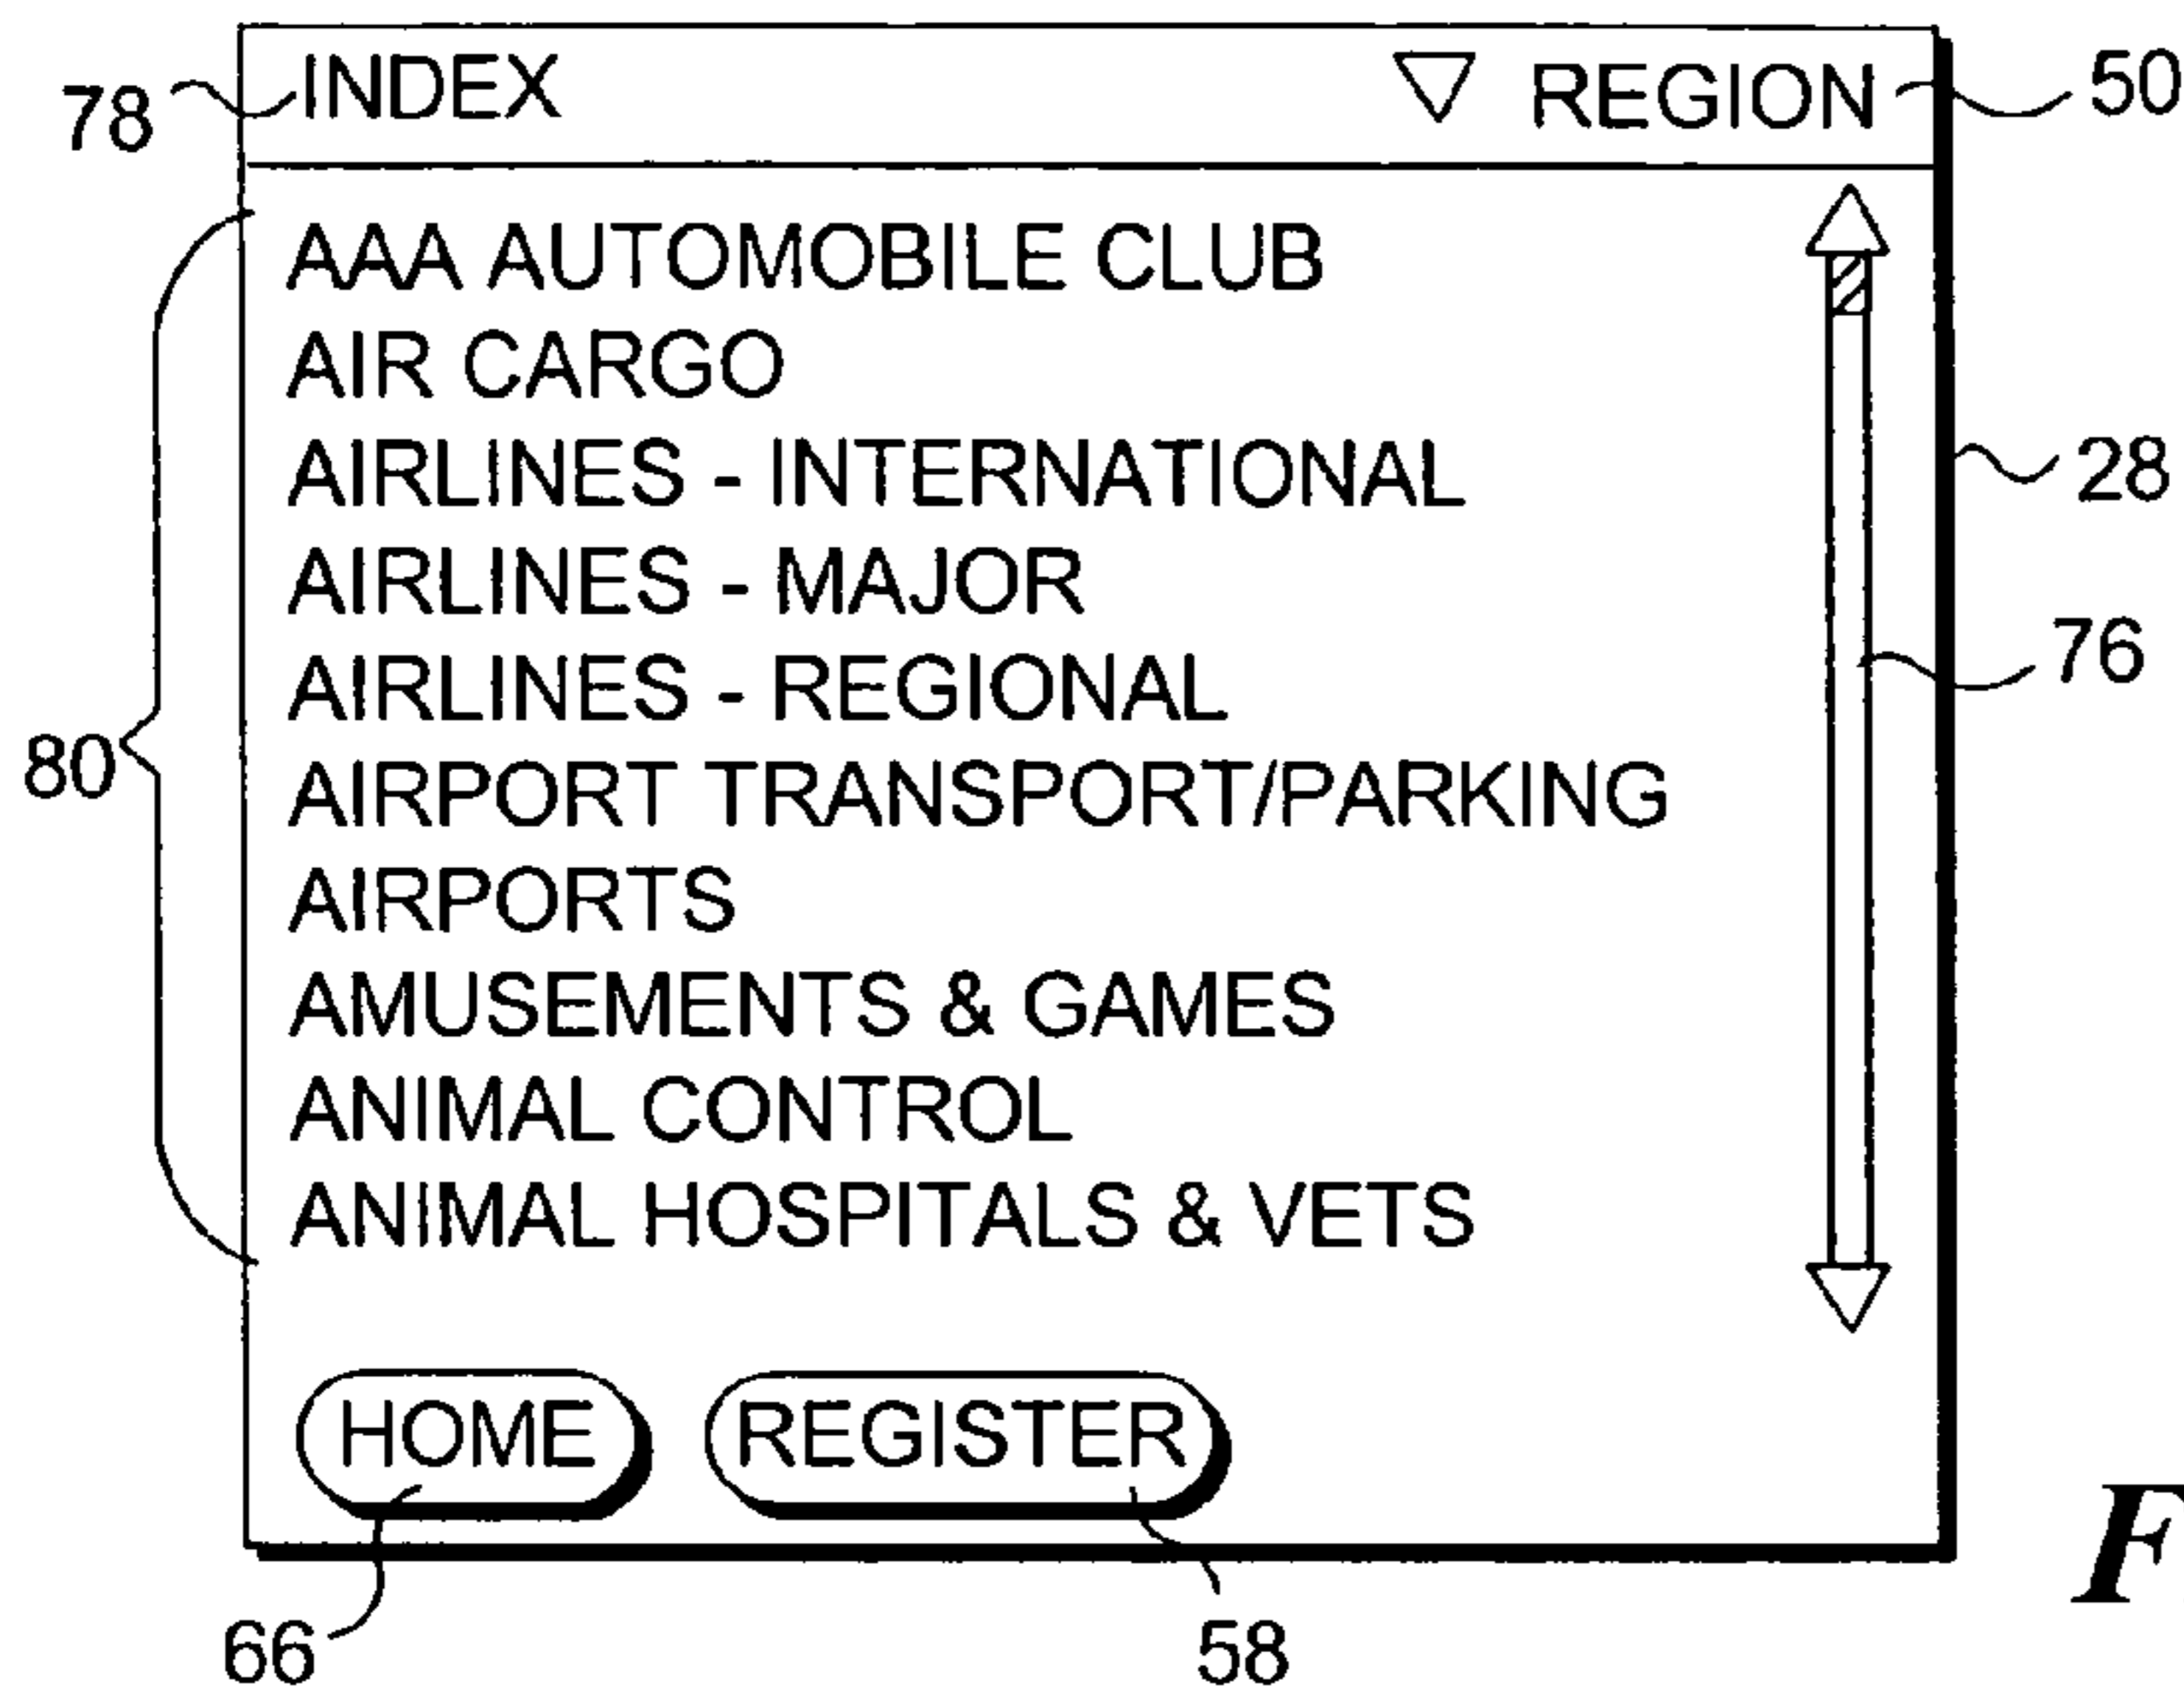 78 INDEX REGION 50
AAA AUTOMOBILE CLUB
AIR CARGO
AIRLINES - INTERNATIONAL
28
AIRLINES - MAJOR
AIRLINES - REGIONAL
76
80
AIRPORT TRANSPORT/PARKING
AIRPORTS
AMUSEMENTS & GAMES
ANIMAL CONTROL
ANIMAL HOSPITALS & VETS
HOME REGISTER
66 58